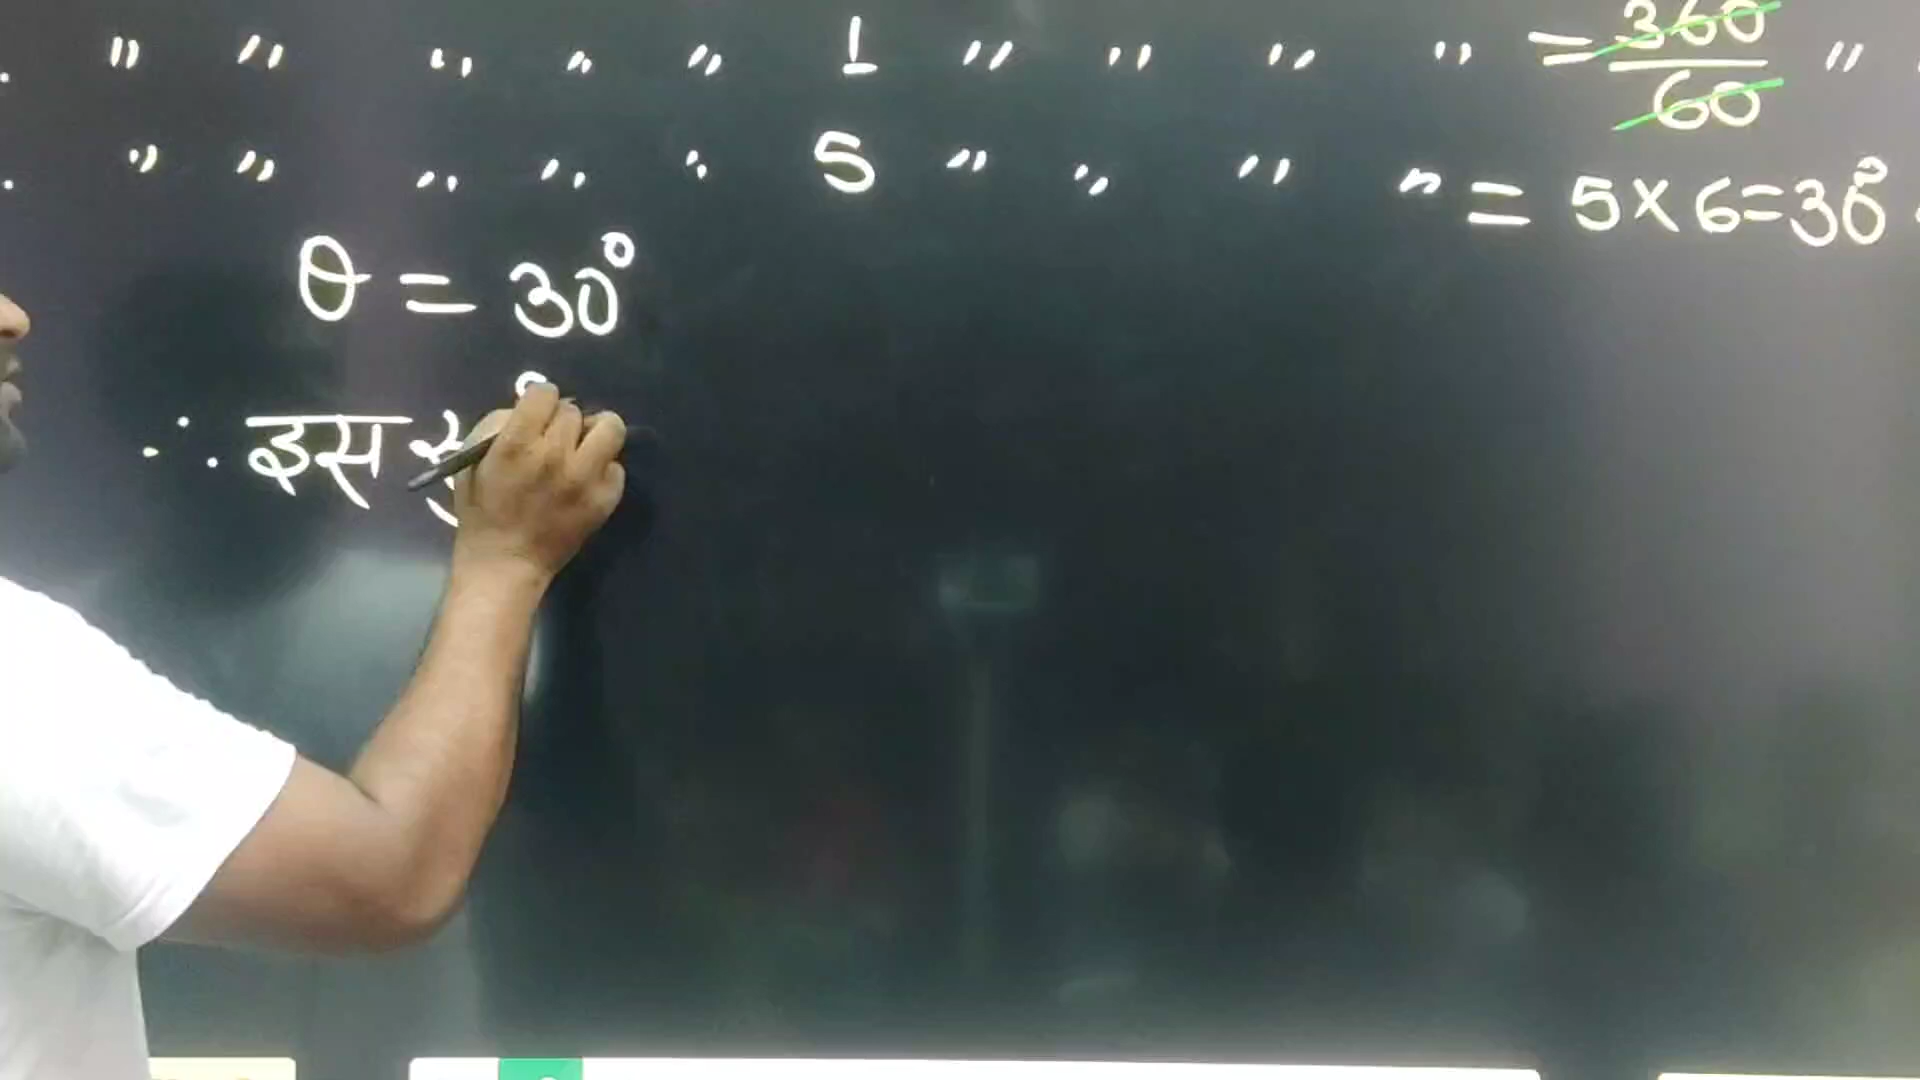 . " " " " " 1 " " " " = 360/60 "
. " " " " " 5 " " " " = 5×6=30°
θ = 30°
∴ इस